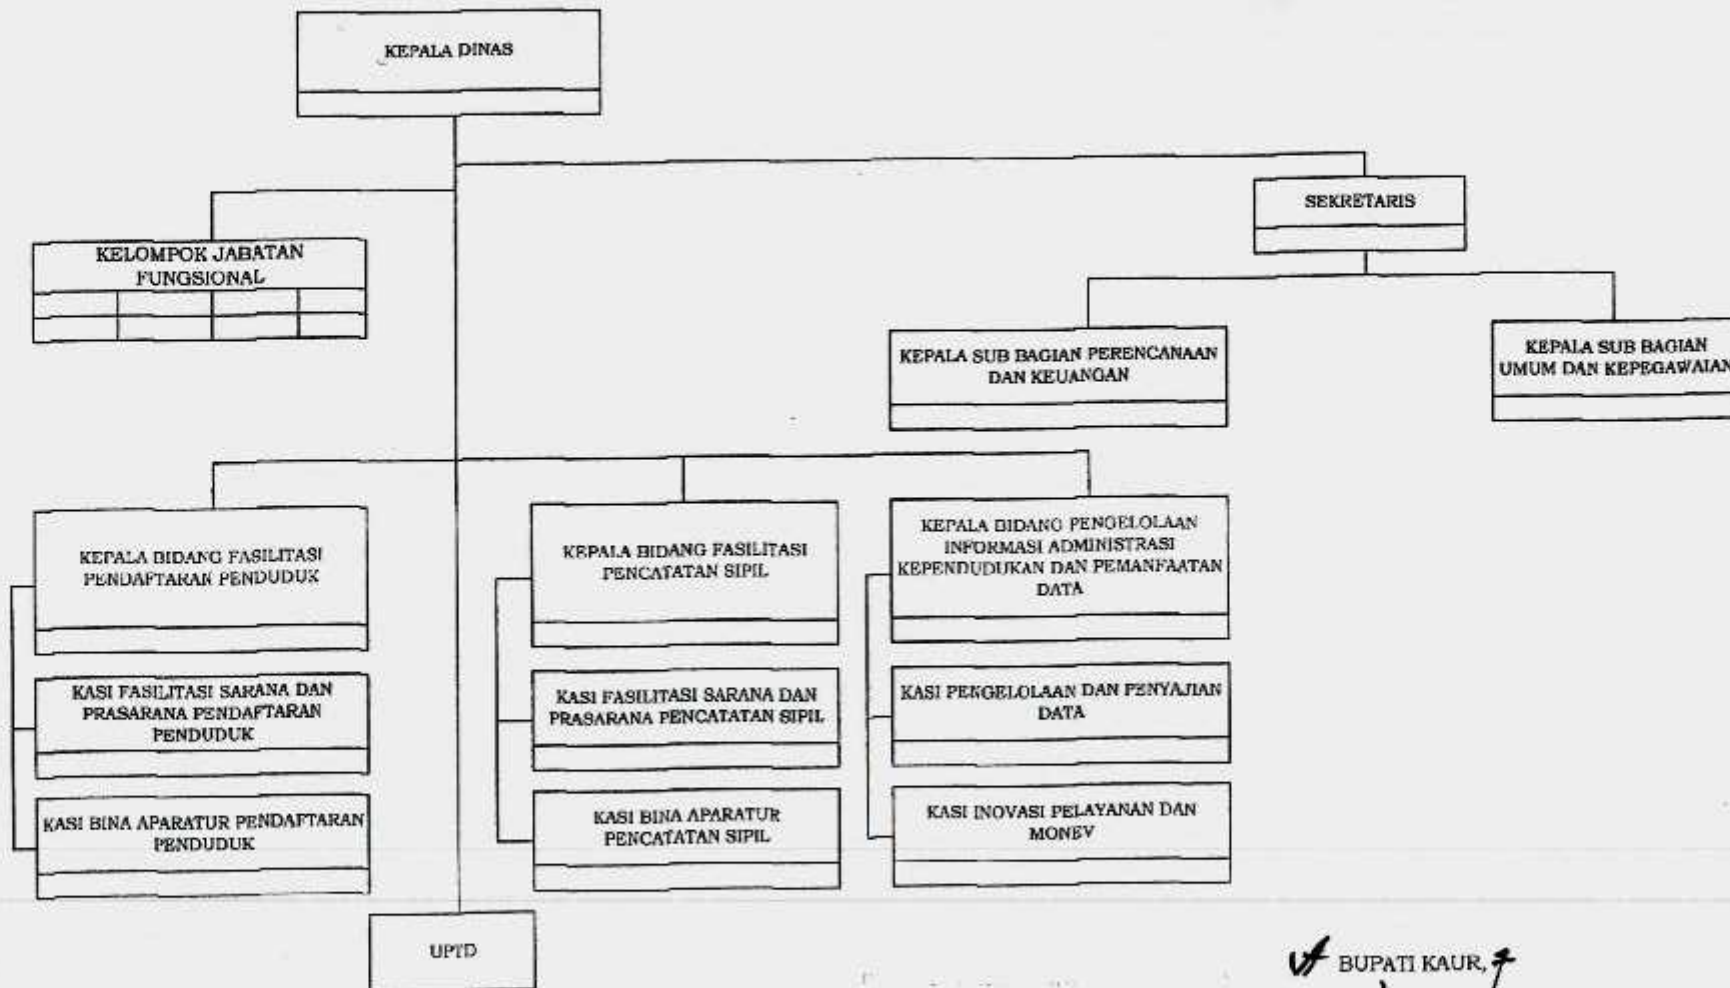 KEPALA DINAS
SEKRETARIS
KELOMPOK JABATAN
FUNGSIONAL
KEPALA SUB BAGIAN PERENCANAAN
DAN KEUANGAN
KEPALA SUB BAGIAN
UMUM DAN KEPEGAWAIAN
KEPALA BIDANG FASILITASI
PENDAFTARAN PENDUDUK
KEPALA BIDANG FASILITASI
PENCATATAN SIPIL
KEPALA BIDANG PENGELOLAAN
INFORMASI ADMINISTRASI
KEPENDUDUKAN DAN PEMANFAATAN
DATA
KASI FASILITASI SARANA DAN
PRASARANA PENDAFTARAN
PENDUDUK
KASI FASILITASI SARANA DAN
PRASARANA PENCATATAN SIPIL
KASI PENGELOLAAN DAN PENYAJIAN
DATA
KASI BINA APARATUR PENDAFTARAN
PENDUDUK
KASI BINA APARATUR
PENCATATAN SIPIL
KASI INOVASI PELAYANAN DAN
MONEV
UPTD
BUPATI KAUR,